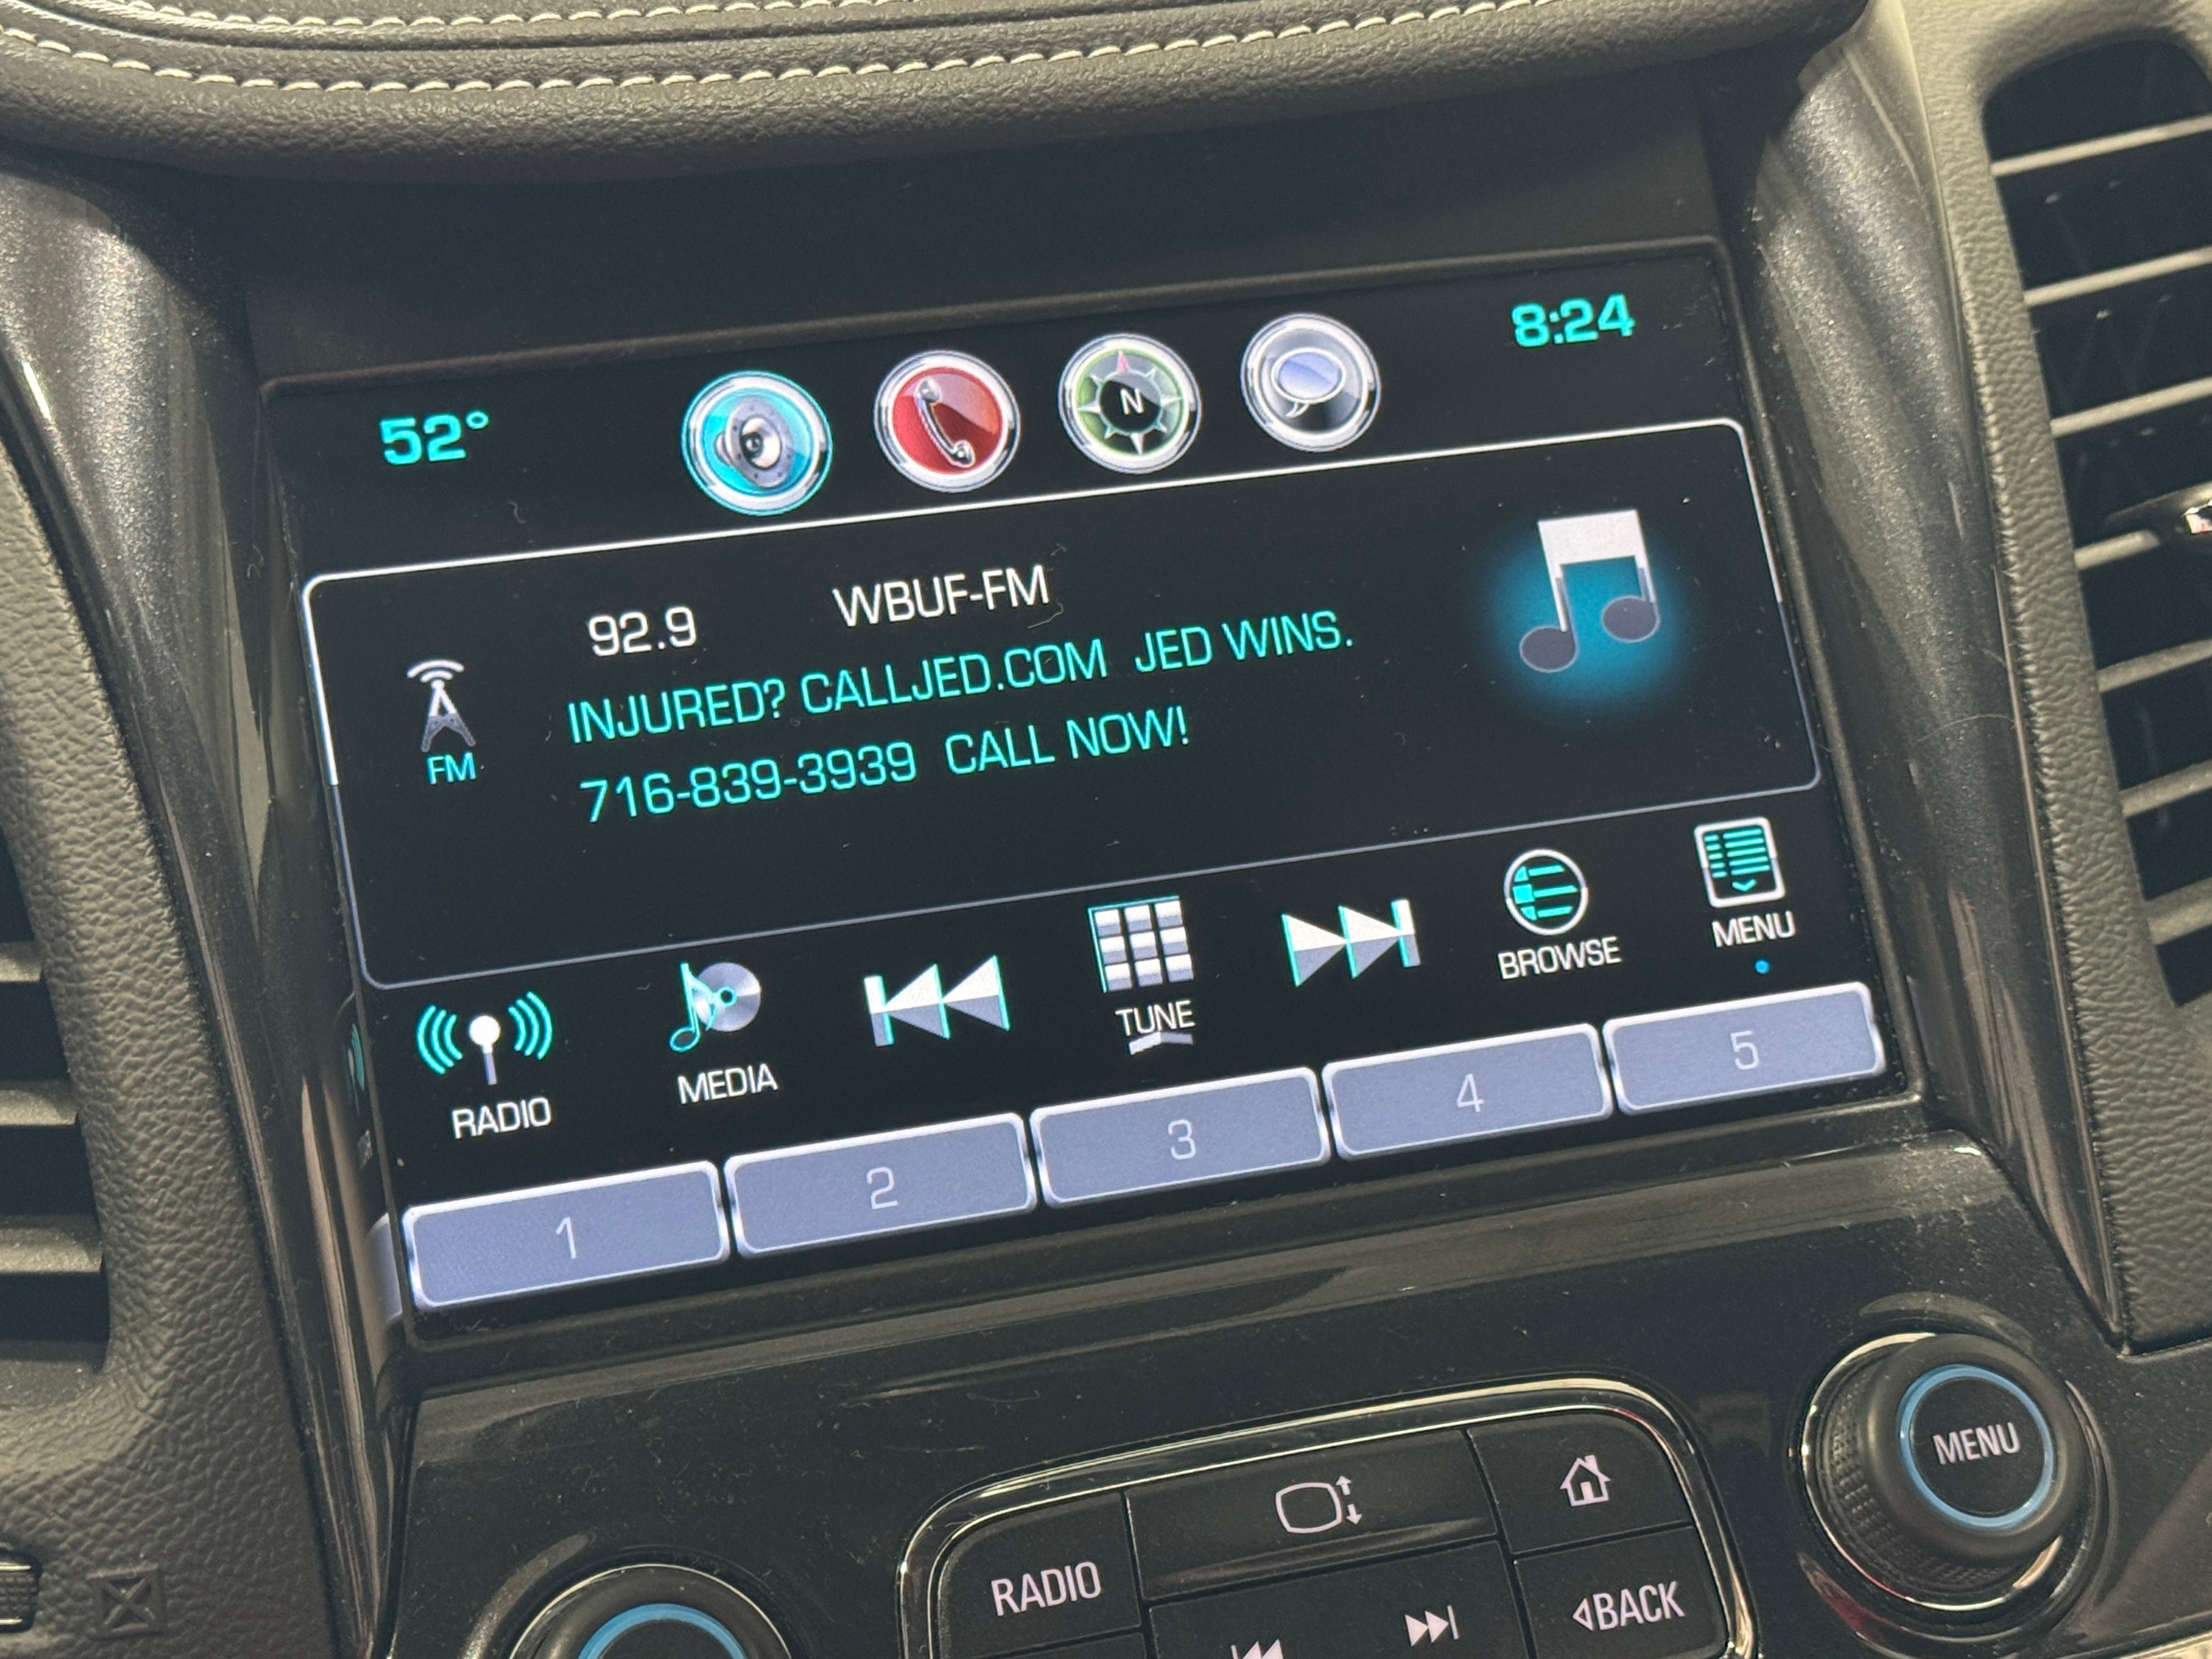 52° 8:24
N
92.9 WBUF-FM
INJURED? CALLJED.COM JED WINS.
716-839-3939 CALL NOW!
FM
RADIO MEDIA TUNE BROWSE MENU
1 2 3 4 5
MENU
RADIO
BACK